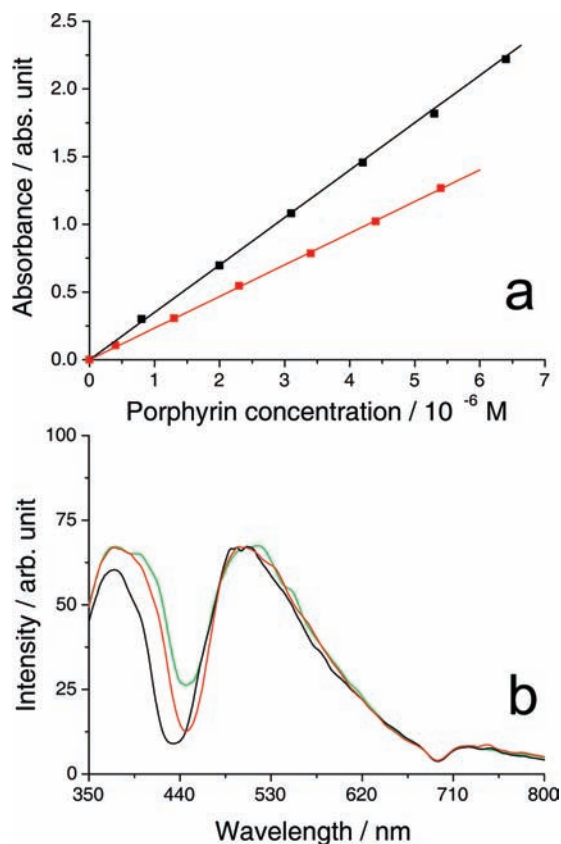 2.5
2.0
1.5
1.0
0.5
0.0
Absorbance / abs. unit
a
0 1 2 3 4 5 6 7
Porphyrin concentration / 10 -6 M
100
75
50
25
0
Intensity / arb. unit
b
350 440 530 620 710 800
Wavelength / nm